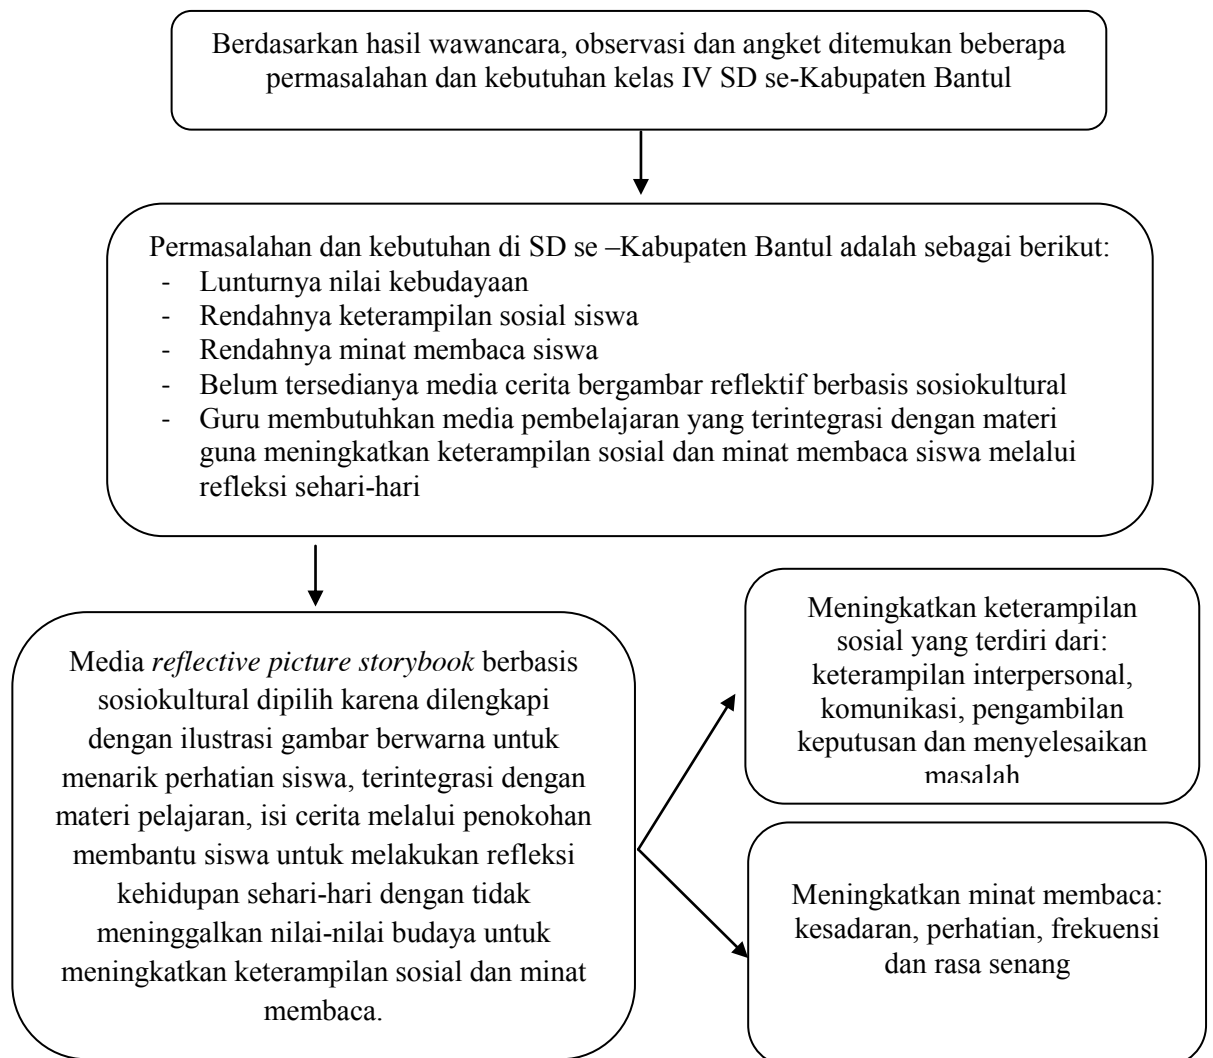 Berdasarkan hasil wawancara, observasi dan angket ditemukan beberapa
permasalahan dan kebutuhan kelas IV SD se-Kabupaten Bantul
Permasalahan dan kebutuhan di SD se –Kabupaten Bantul adalah sebagai berikut:
- Lunturnya nilai kebudayaan
- Rendahnya keterampilan sosial siswa
- Rendahnya minat membaca siswa
- Belum tersedianya media cerita bergambar reflektif berbasis sosiokultural
- Guru membutuhkan media pembelajaran yang terintegrasi dengan materi
guna meningkatkan keterampilan sosial dan minat membaca siswa melalui
refleksi sehari-hari
Media reflective picture storybook berbasis
sosiokultural dipilih karena dilengkapi
dengan ilustrasi gambar berwarna untuk
menarik perhatian siswa, terintegrasi dengan
materi pelajaran, isi cerita melalui penokohan
membantu siswa untuk melakukan refleksi
kehidupan sehari-hari dengan tidak
meninggalkan nilai-nilai budaya untuk
meningkatkan keterampilan sosial dan minat
membaca.
Meningkatkan keterampilan
sosial yang terdiri dari:
keterampilan interpersonal,
komunikasi, pengambilan
keputusan dan menyelesaikan
masalah
Meningkatkan minat membaca:
kesadaran, perhatian, frekuensi
dan rasa senang